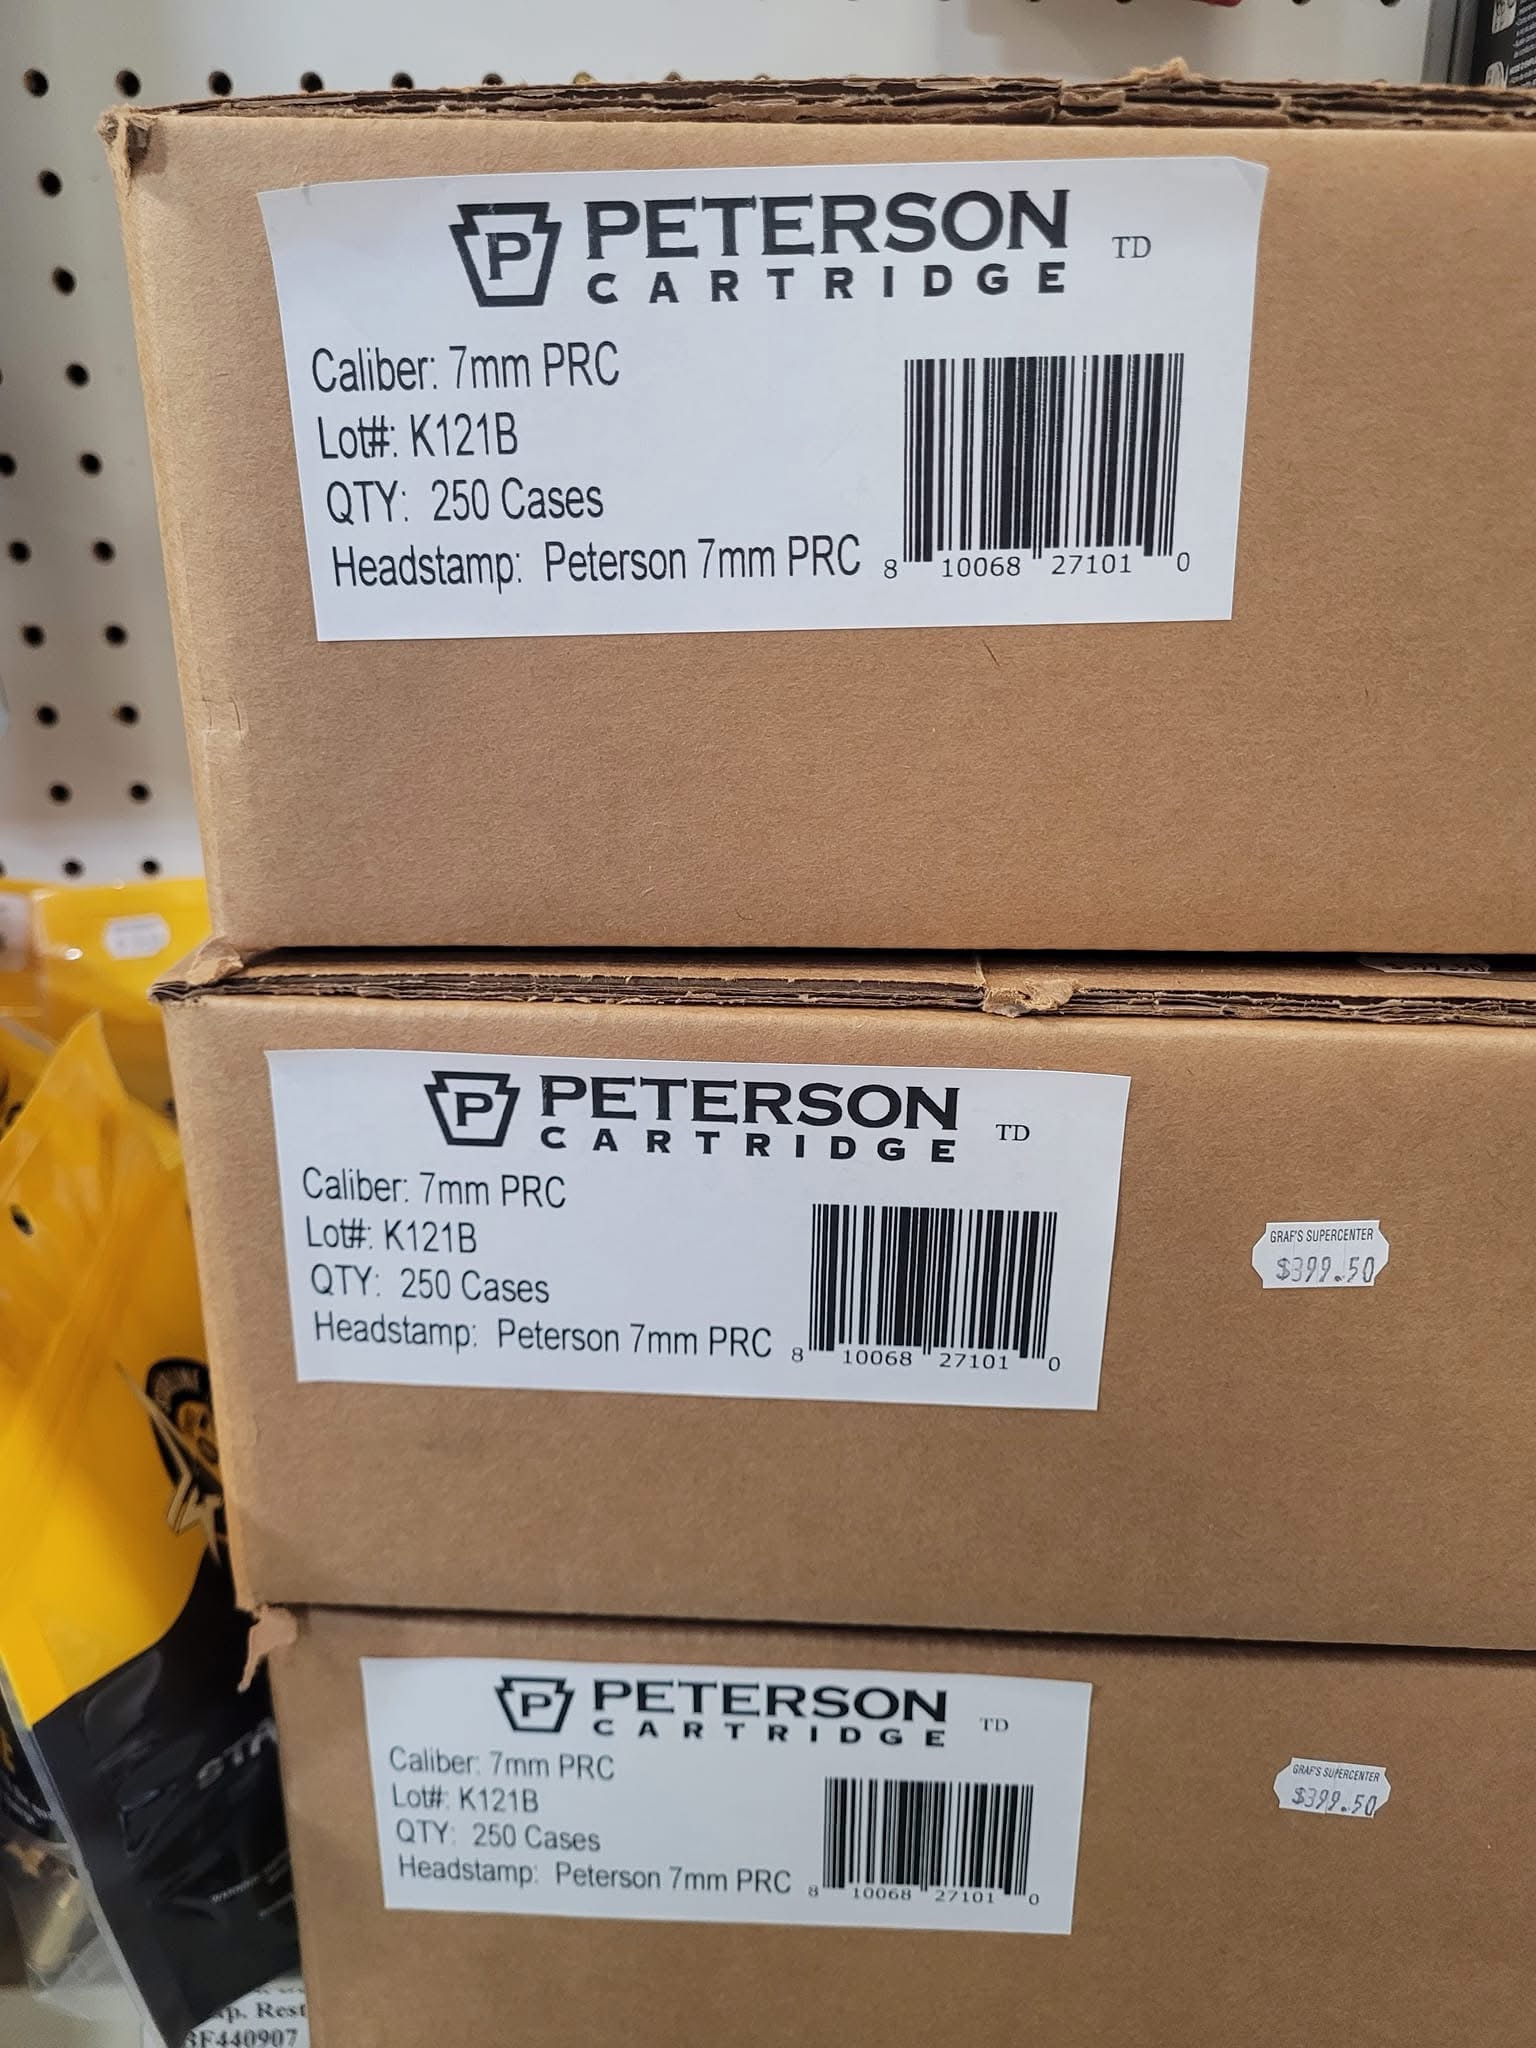 P PETERSON
CARTRIDGE
TD
Caliber: 7mm PRC
Lot#: K121B
QTY: 250 Cases
Headstamp: Peterson 7mm PRC
8 10068 27101 0
P PETERSON
CARTRIDGE
TD
Caliber: 7mm PRC
Lot#: K121B
QTY: 250 Cases
Headstamp: Peterson 7mm PRC
8 10068 27101 0
GRAF'S SUPERCENTER
$399.50
P PETERSON
CARTRIDGE
TD
Caliber: 7mm PRC
Lot#: K121B
QTY: 250 Cases
Headstamp: Peterson 7mm PRC
8 10068 27101 0
GRAF'S SUPERCENTER
$399.50
STA
p. Rest
BF440907